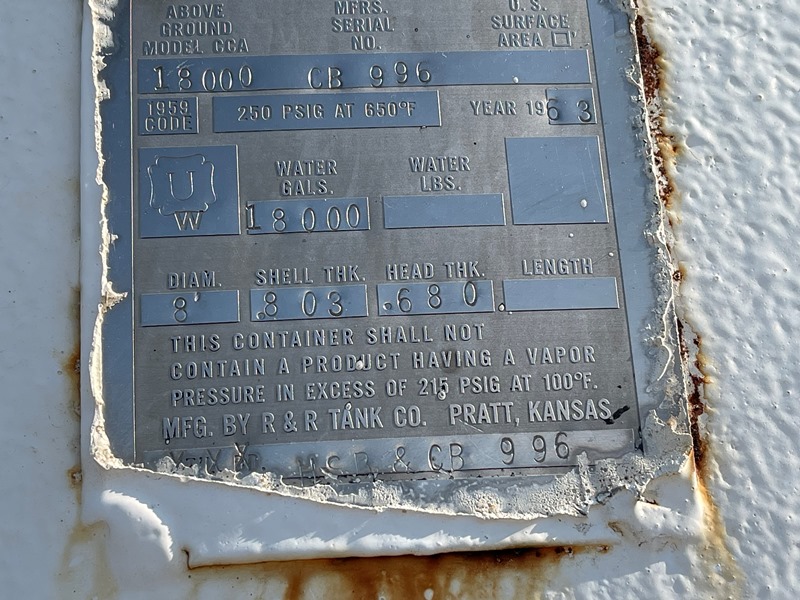 ABOVE GROUND MODEL CCA
MFRS. SERIAL NO.
U.S. SURFACE AREA □'
18000 CB 996
1959 CODE
250 PSIG AT 650°F
YEAR 1963
U
W
WATER GALS.
18000
WATER LBS.
DIAM.
8'
SHELL THK.
.803
HEAD THK.
.680
LENGTH
THIS CONTAINER SHALL NOT
CONTAIN A PRODUCT HAVING A VAPOR
PRESSURE IN EXCESS OF 215 PSIG AT 100°F.
MFG. BY R & R TANK CO. PRATT, KANSAS
& CB 996